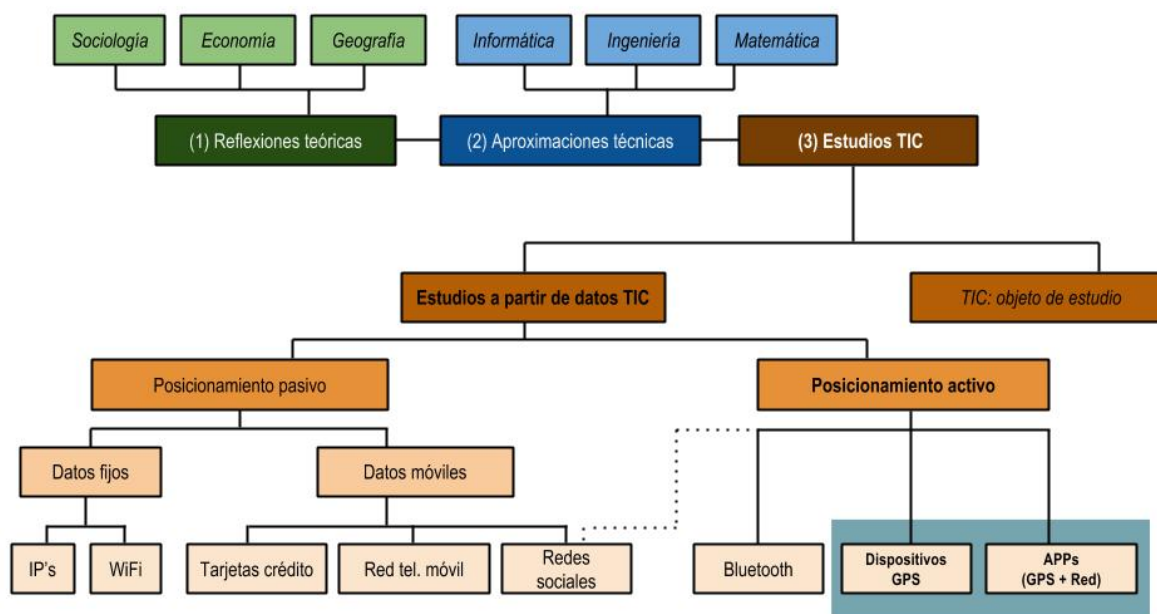 Sociología
Economía
Geografía
Informática
Ingeniería
Matemática
(1) Reflexiones teóricas
(2) Aproximaciones técnicas
(3) Estudios TIC
Estudios a partir de datos TIC
TIC: objeto de estudio
Posicionamiento pasivo
Posicionamiento activo
Datos fijos
Datos móviles
IP's
WiFi
Tarjetas crédito
Red tel. móvil
Redes
sociales
Bluetooth
Dispositivos
GPS
APPs
(GPS + Red)